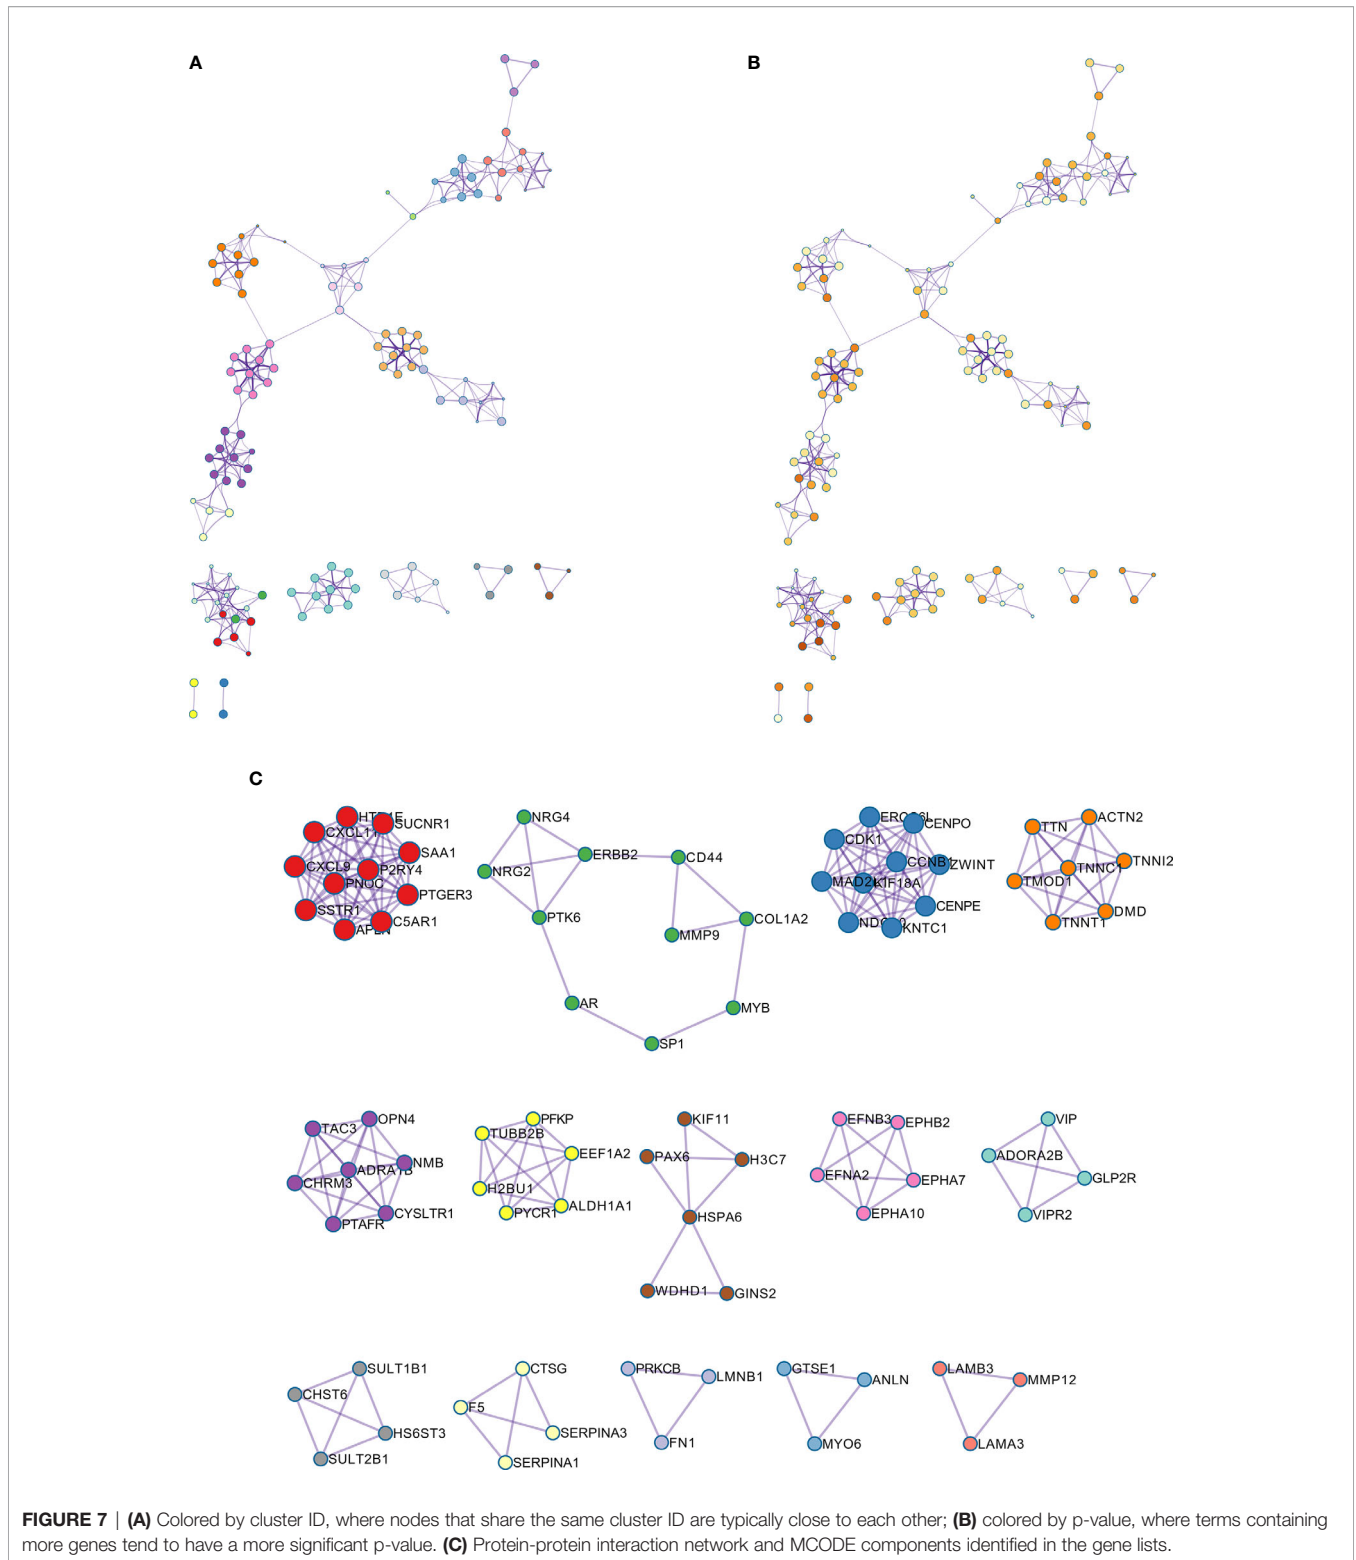 A
B
C
HTR1E
SUCNR1
CXCL11
SAA1
CXCL9
P2RY4
PNOC
PTGER3
SSTR1
C5AR1
APLN
NRG4
ERBB2
CD44
NRG2
PTK6
COL1A2
MMP9
AR
MYB
SP1
CENPO
CDK1
CCNB1
ZWINT
KIF18A
CENPE
KNTC1
ACTN2
TTN
TNNI2
TNNC1
TMOD1
DMD
TNNT1
OPN4
TAC3
NMB
ADRA1B
CHRM3
CYSLTR1
PTAFR
PFKP
TUBB2B
EEF1A2
H2BU1
ALDH1A1
PYCR1
KIF11
PAX6
H3C7
HSPA6
WDHD1
GINS2
EFNB3
EPHB2
EFNA2
EPHA7
EPHA10
VIP
ADORA2B
GLP2R
VIPR2
SULT1B1
CHST6
HS6ST3
SULT2B1
CTSG
F5
SERPINA3
SERPINA1
PRKCB
LMNB1
FN1
GTSE1
ANLN
MYO6
LAMB3
MMP12
LAMA3
FIGURE 7 | (A) Colored by cluster ID, where nodes that share the same cluster ID are typically close to each other; (B) colored by p-value, where terms containing
more genes tend to have a more significant p-value. (C) Protein-protein interaction network and MCODE components identified in the gene lists.